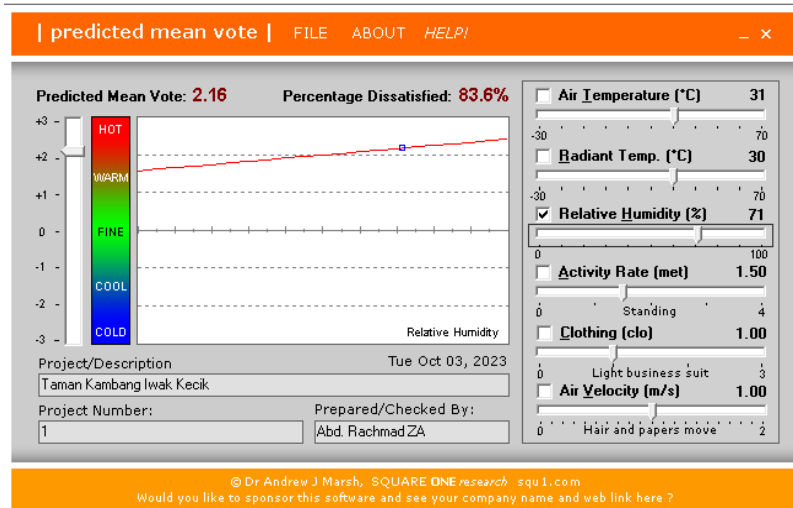 | predicted mean vote | FILE ABOUT HELP!
Predicted Mean Vote: 2.16 Percentage Dissatisfied: 83.6%
+3
+2
+1
0
-1
-2
-3
HOT
WARM
FINE
COOL
COLD
Relative Humidity
Project/Description Tue Oct 03, 2023
Taman Kambang Iwak Kecik
Project Number: Prepared/Checked By:
1 Abd. Rachmad ZA
Air Temperature (°C) 31
-30 70
Radiant Temp. (°C) 30
-30 70
Relative Humidity (%) 71
0 100
Activity Rate (met) 1.50
0 Standing 4
Clothing (clo) 1.00
0 Light business suit 3
Air Velocity (m/s) 1.00
0 Hair and papers move 2
© Dr Andrew J Marsh, SQUARE ONE research squ1.com
Would you like to sponsor this software and see your company name and web link here ?